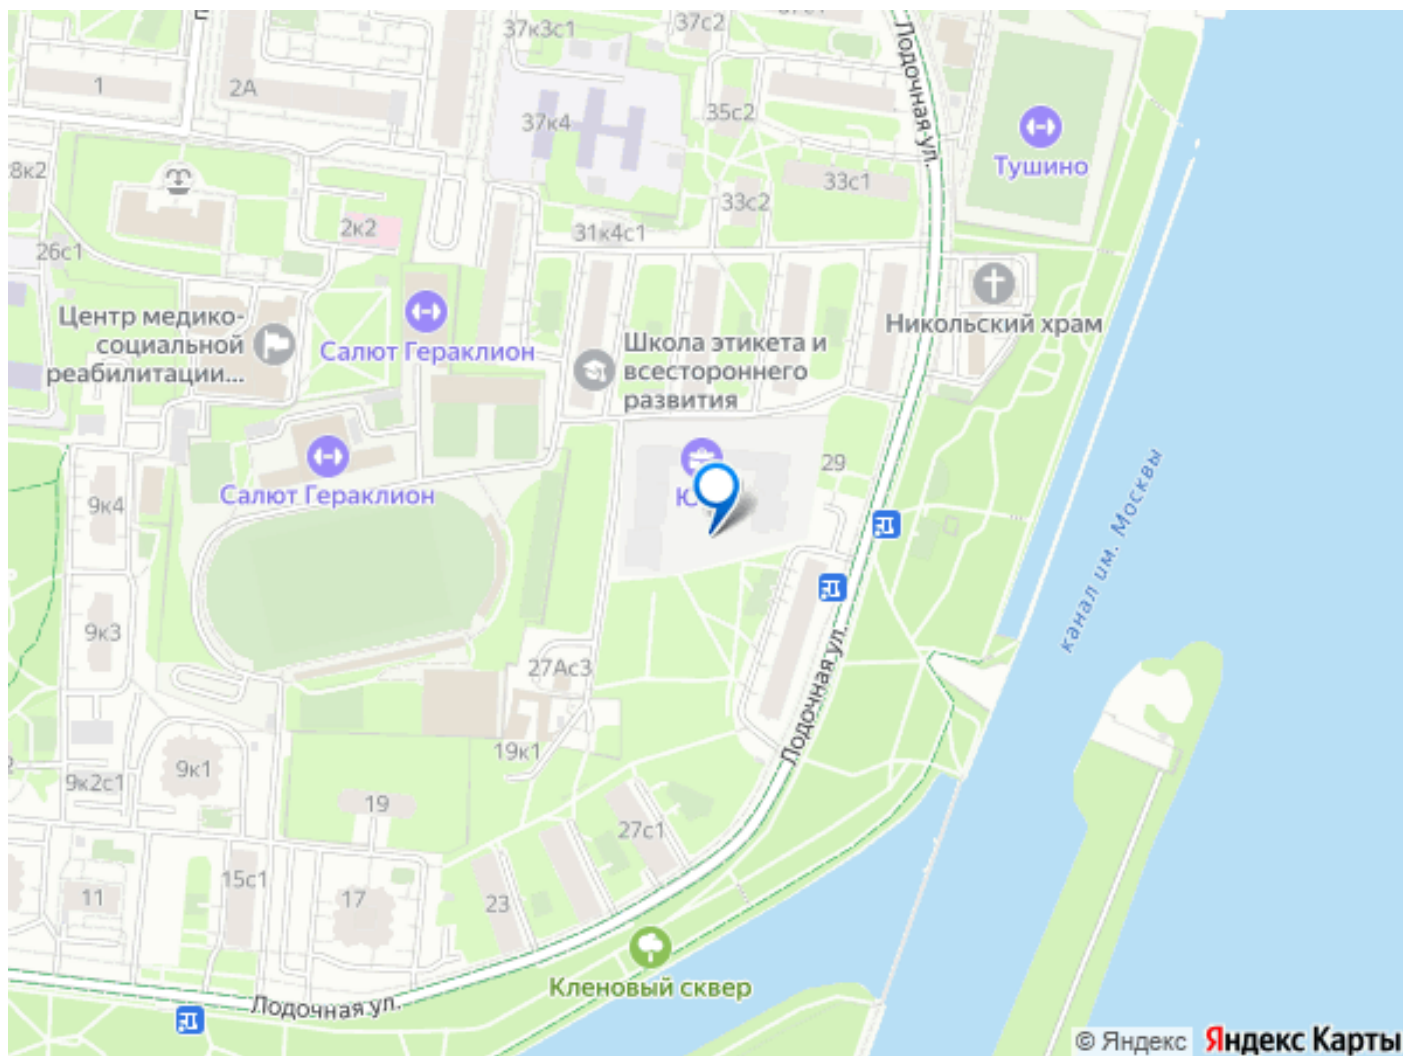 37к3с1
37с2
Лодочная ул.
1
2А
35с2
37к4
Тушино
8к2
33с1
33с2
2к2
31к4с1
26с1
Центр медико-
социальной
реабилитации...
Салют Гераклион
Школа этикета и
всестороннего
развития
Никольский храм
29
Салют Гераклион
9к4
канал им. Москвы
9к3
27Ас3
Лодочная ул.
19к1
9к1
9к2с1
19
27с1
15с1
11
17
23
Кленовый сквер
Лодочная ул.
© Яндекс Яндекс Карты